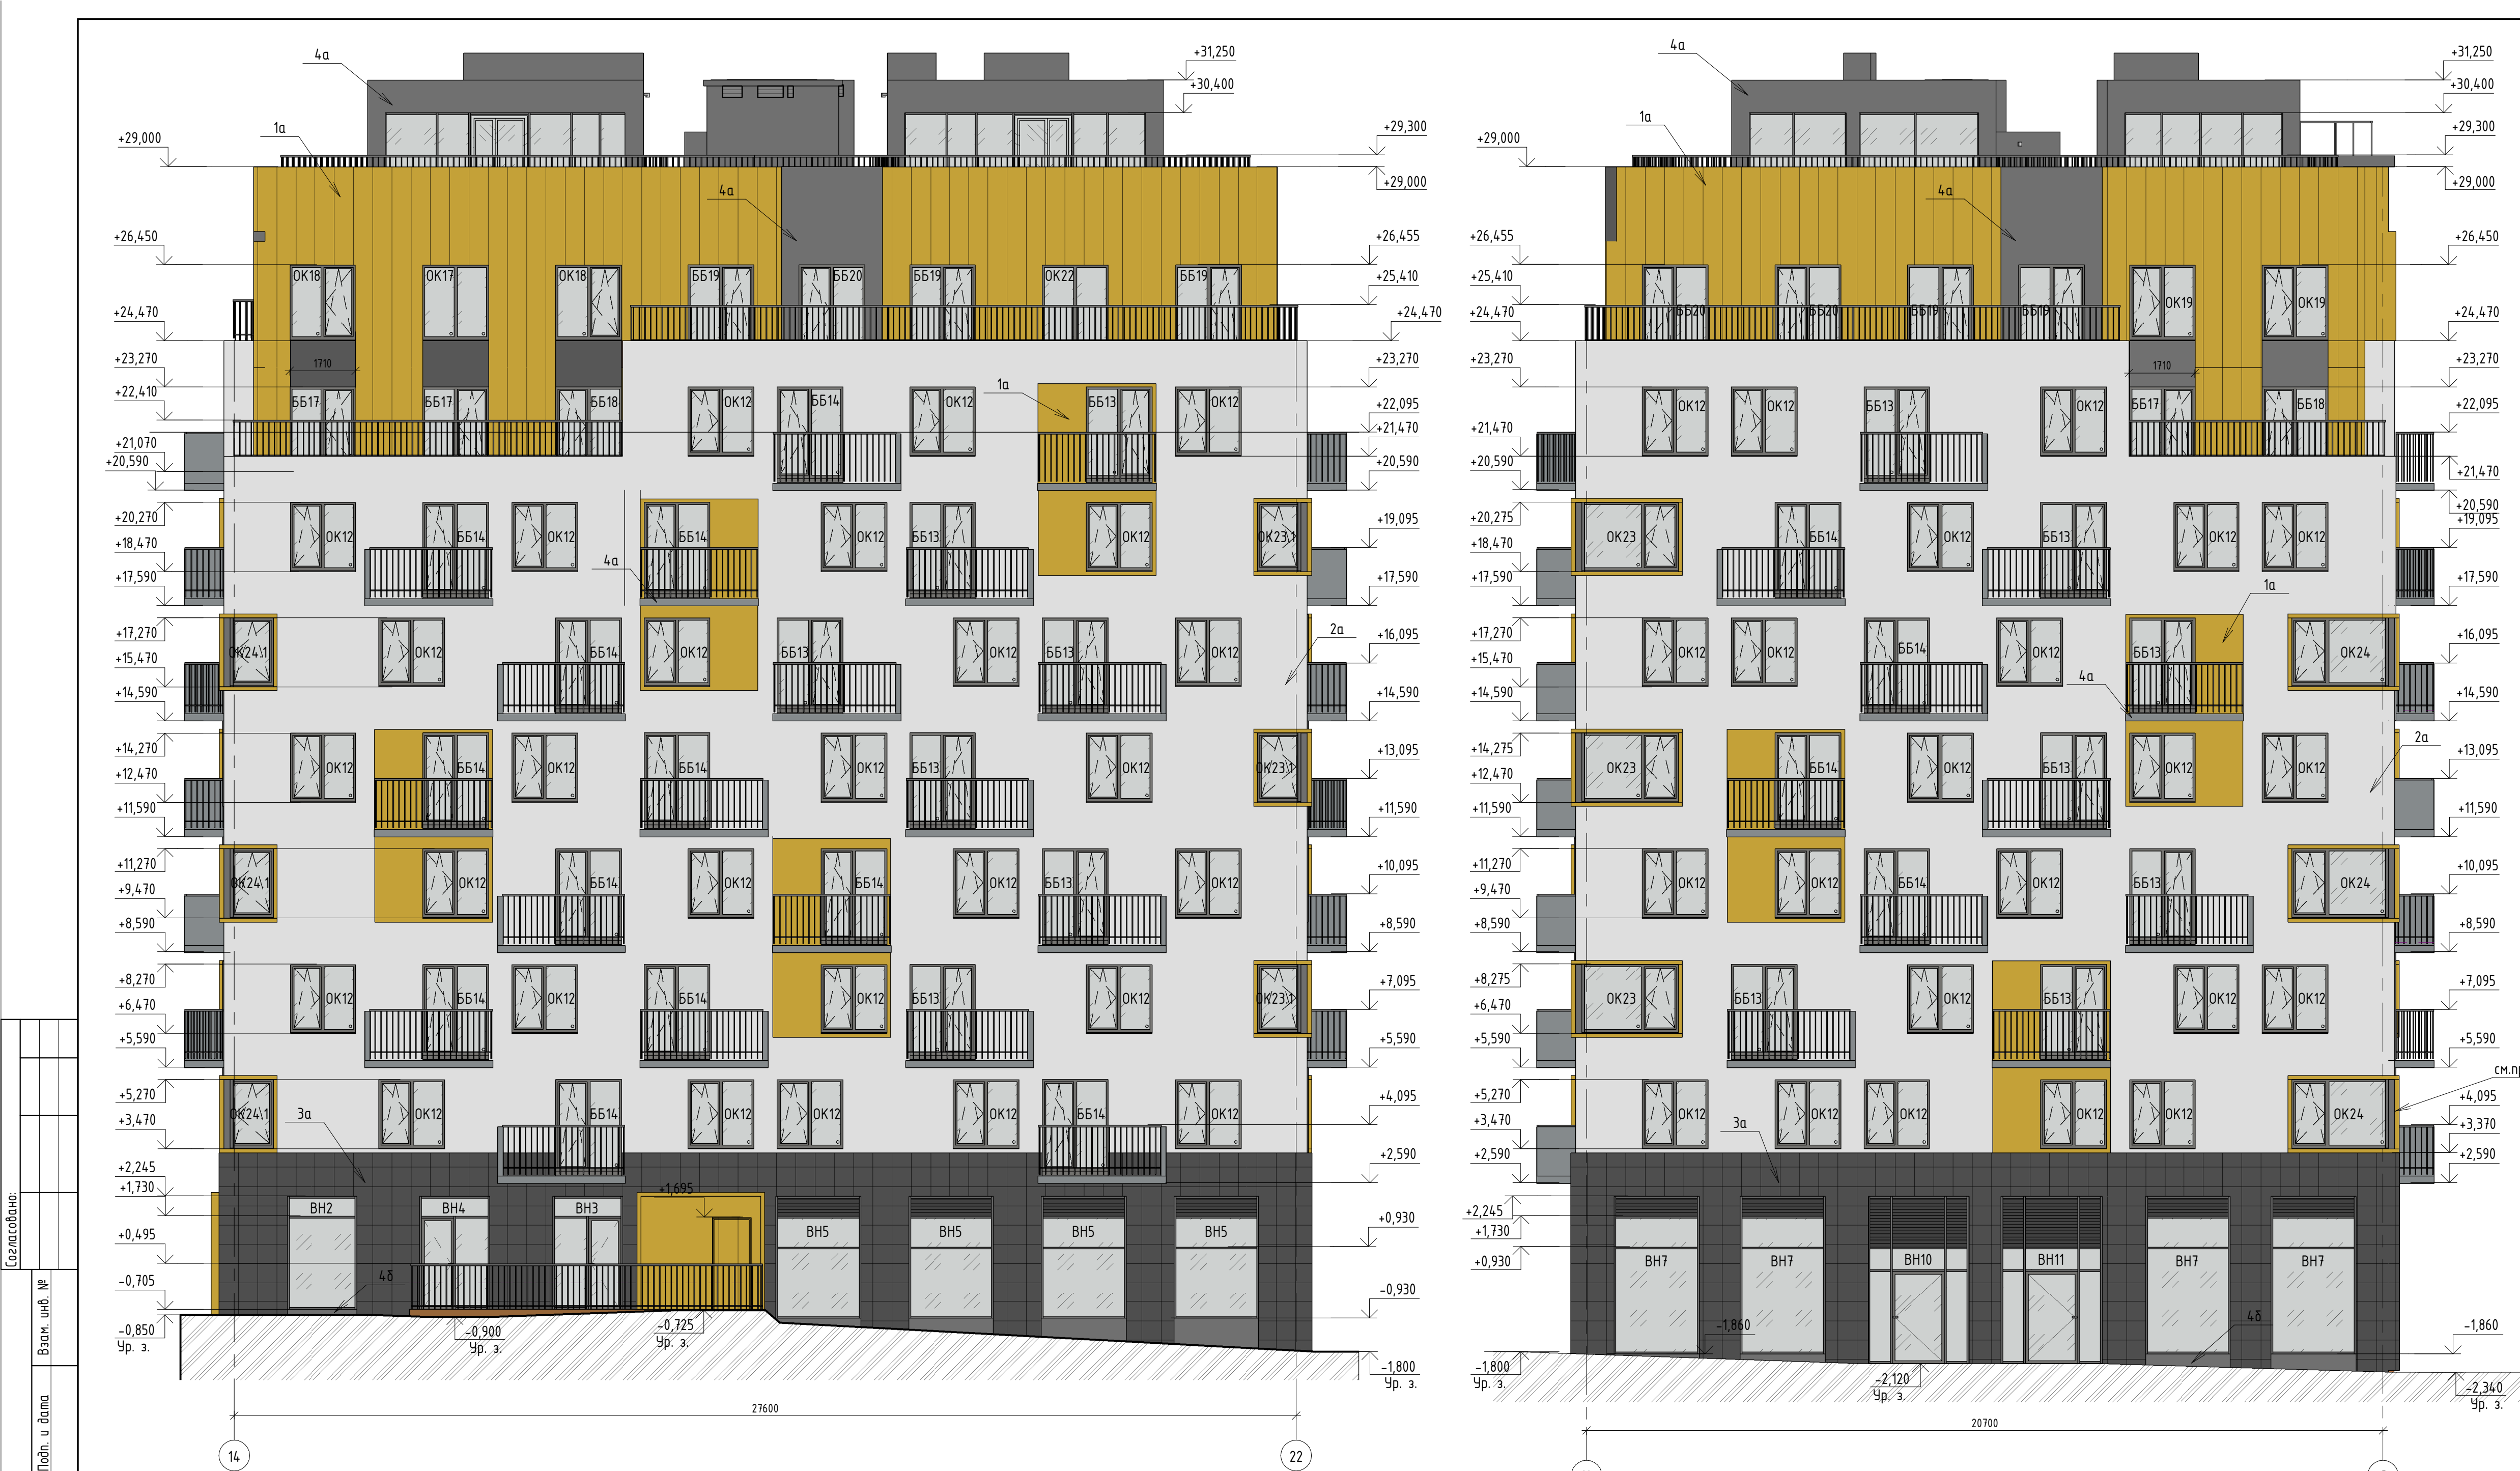 4а
+31,250
+30,400
1а
+29,000
+29,300
+29,000
4а
+26,450
+26,455
ОК18
ОК17
ОК18
ББ19
ББ20
ББ19
ОК22
ББ19
+25,410
+24,470
+24,470
+23,270
1710
+23,270
+22,410
ББ17
ББ17
ББ18
ОК12
ББ14
ОК12
1а
ББ13
ОК12
+22,095
+21,070
+21,470
+20,590
+20,590
+20,270
ОК12
ББ14
ОК12
ББ14
ОК12
ББ13
ОК12
ОК23.1
+19,095
+18,470
4а
+17,590
+17,590
+17,270
2а
+16,095
ОК24.1
ОК12
ББ14
ОК12
ББ13
ОК12
ББ13
ОК12
+15,470
+14,590
+14,590
+14,270
+13,095
ОК12
ББ14
ОК12
ББ14
ОК12
ББ13
ОК12
ОК23.1
+12,470
+11,590
+11,590
+11,270
+10,095
ОК24.1
ОК12
ББ14
ОК12
ББ14
ОК12
ББ13
ОК12
+9,470
+8,590
+8,590
+8,270
+7,095
ОК12
ББ14
ОК12
ББ14
ОК12
ББ13
ОК12
ОК23.1
+6,470
+5,590
+5,590
+5,270
+4,095
ОК24.1
ОК12
ББ14
ОК12
ОК12
ОК12
ББ14
ОК12
+3,470
3а
+2,590
+2,245
+1,730
+1,695
ВН2
ВН4
ВН3
ВН5
ВН5
ВН5
ВН5
+0,930
+0,495
-0,705
4б
-0,930
-0,850
Ур. з.
-0,900
Ур. з.
-0,725
Ур. з.
-1,800
Ур. з.
27600
14
22
4а
+31,250
+30,400
1а
+29,000
+29,300
+29,000
4а
+26,455
+26,450
+25,410
ББ20
ББ20
ББ19
ББ19
ОК19
ОК19
+24,470
+24,470
+23,270
1710
+23,270
ОК12
ОК12
ББ13
ОК12
ББ17
ББ18
+22,095
+21,470
+21,470
+20,590
+20,590
+20,275
+19,095
ОК23
ББ14
ОК12
ББ13
ОК12
ОК12
+18,470
+17,590
1а
+17,590
+17,270
+16,095
ОК12
ОК12
ББ14
ОК12
ББ13
ОК24
+15,470
4а
+14,590
+14,590
+14,275
2а
+13,095
ОК23
ББ14
ОК12
ББ13
ОК12
ОК12
+12,470
+11,590
+11,590
+11,270
+10,095
ОК12
ОК12
ББ14
ОК12
ББ13
ОК24
+9,470
+8,590
+8,590
+8,275
+7,095
ОК23
ББ13
ОК12
ББ13
ОК12
ОК12
+6,470
+5,590
+5,590
+5,270
+4,095
ОК12
ОК12
ОК12
ОК12
ОК12
ОК24
+3,470
3а
+3,370
+2,590
+2,590
+2,245
+1,730
+0,930
ВН7
ВН7
ВН10
ВН11
ВН7
ВН7
4б
-1,860
-1,860
-1,800
Ур. з.
-2,120
Ур. з.
-2,340
Ур. з.
20700
Согласовано:
Взам. инв. №
Подп. и дата